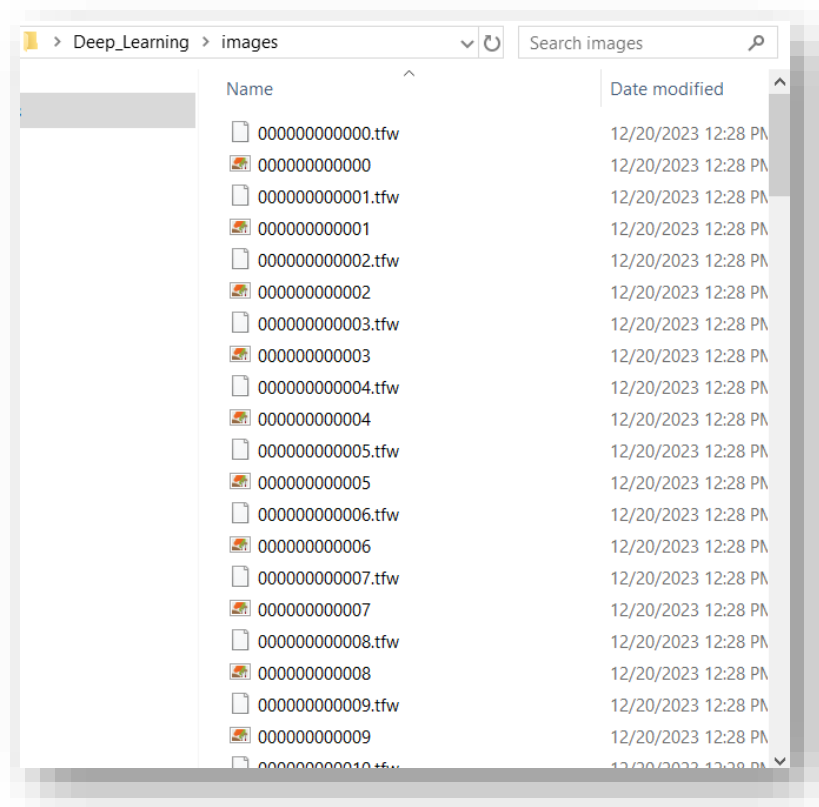 > Deep_Learning > images
Search images
Name Date modified
000000000000.tfw 12/20/2023 12:28 PM
000000000000 12/20/2023 12:28 PM
000000000001.tfw 12/20/2023 12:28 PM
000000000001 12/20/2023 12:28 PM
000000000002.tfw 12/20/2023 12:28 PM
000000000002 12/20/2023 12:28 PM
000000000003.tfw 12/20/2023 12:28 PM
000000000003 12/20/2023 12:28 PM
000000000004.tfw 12/20/2023 12:28 PM
000000000004 12/20/2023 12:28 PM
000000000005.tfw 12/20/2023 12:28 PM
000000000005 12/20/2023 12:28 PM
000000000006.tfw 12/20/2023 12:28 PM
000000000006 12/20/2023 12:28 PM
000000000007.tfw 12/20/2023 12:28 PM
000000000007 12/20/2023 12:28 PM
000000000008.tfw 12/20/2023 12:28 PM
000000000008 12/20/2023 12:28 PM
000000000009.tfw 12/20/2023 12:28 PM
000000000009 12/20/2023 12:28 PM
000000000010.tfw 12/20/2023 12:28 PM